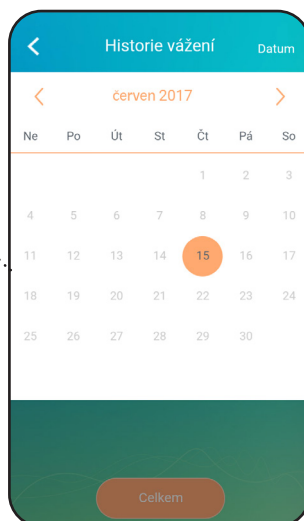 Historie vážení Datum
červen 2017
Ne Po Út St Čt Pá So
1 2 3
4 5 6 7 8 9 10
11 12 13 14 15 16 17
18 19 20 21 22 23 24
25 26 27 28 29 30
Celkem